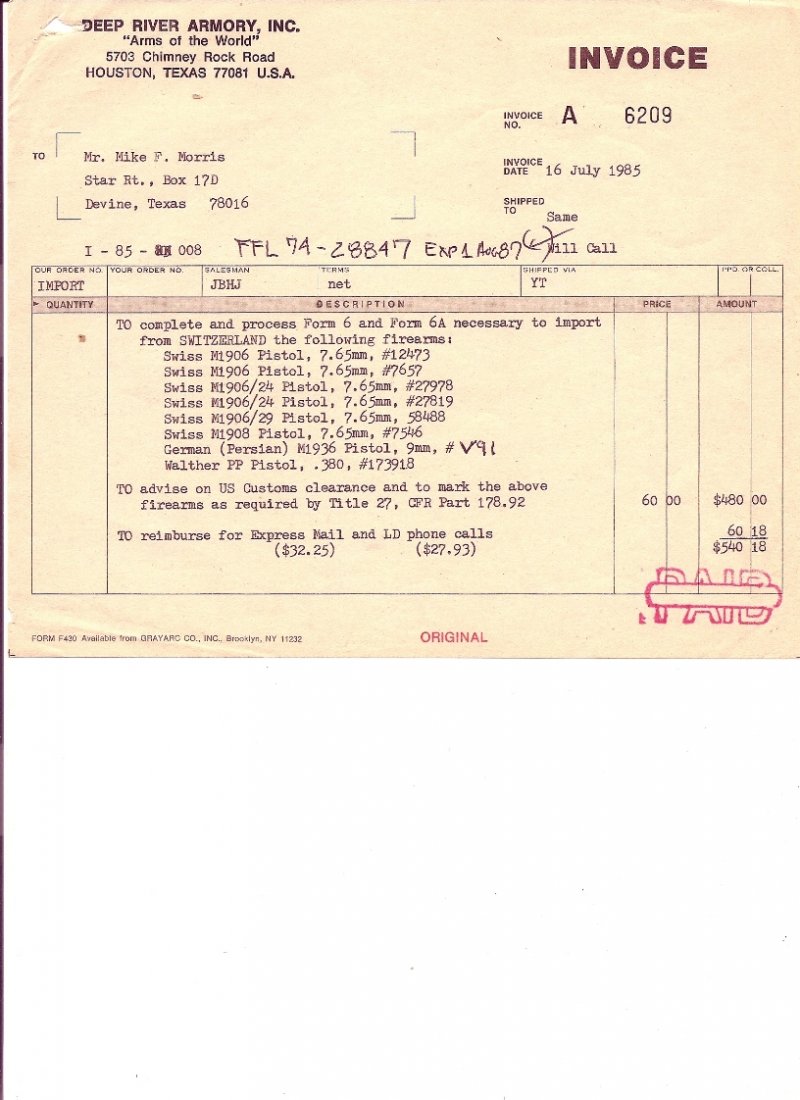 DEEP RIVER ARMORY, INC.
"Arms of the World"
5703 Chimney Rock Road
HOUSTON, TEXAS 77081 U.S.A.
INVOICE
INVOICE NO. A 6209
TO
Mr. Mike F. Morris
Star Rt., Box 17D
Devine, Texas 78016
INVOICE DATE 16 July 1985
SHIPPED TO
Same
Will Call
I - 85 - 008 FFL 74-28847 EXP 1 AUG 87
OUR ORDER NO. YOUR ORDER NO. SALESMAN TERMS SHIPPED VIA PPD. OR COLL.
IMPORT JBHJ net YT
QUANTITY DESCRIPTION PRICE AMOUNT
TO complete and process Form 6 and Form 6A necessary to import
from SWITZERLAND the following firearms:
Swiss M1906 Pistol, 7.65mm, #12473
Swiss M1906 Pistol, 7.65mm, #7657
Swiss M1906/24 Pistol, 7.65mm, #27978
Swiss M1906/24 Pistol, 7.65mm, #27819
Swiss M1906/29 Pistol, 7.65mm, 58488
Swiss M1908 Pistol, 7.65mm, #7546
German (Persian) M1936 Pistol, 9mm, # V91
Walther PP Pistol, .380, #173918
TO advise on US Customs clearance and to mark the above
firearms as required by Title 27, CFR Part 178.92 60 00 $480 00
TO reimburse for Express Mail and LD phone calls 60 18
($32.25) ($27.93) $540 18
PAID
FORM F430 Available from GRAYARC CO., INC., Brooklyn, NY 11232
ORIGINAL